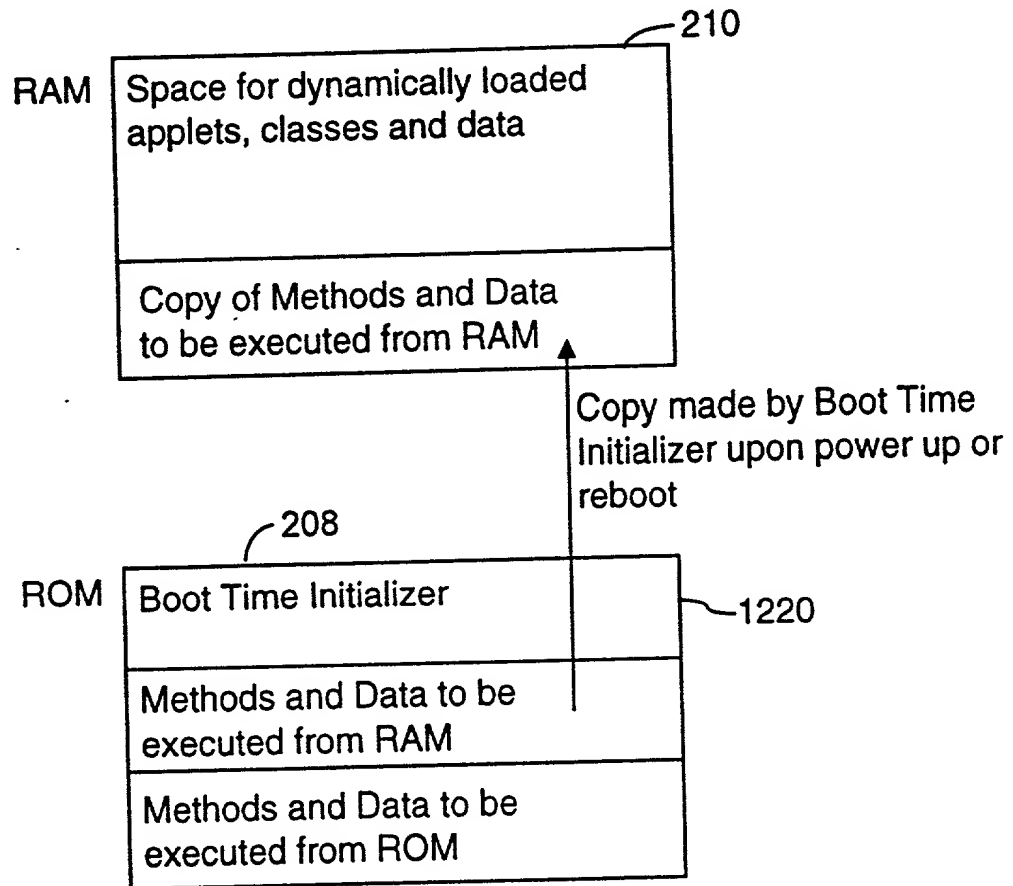 210
RAM
Space for dynamically loaded
applets, classes and data
Copy of Methods and Data
to be executed from RAM
Copy made by Boot Time
Initializer upon power up or
reboot
208
ROM
Boot Time Initializer
1220
Methods and Data to be
executed from RAM
Methods and Data to be
executed from ROM